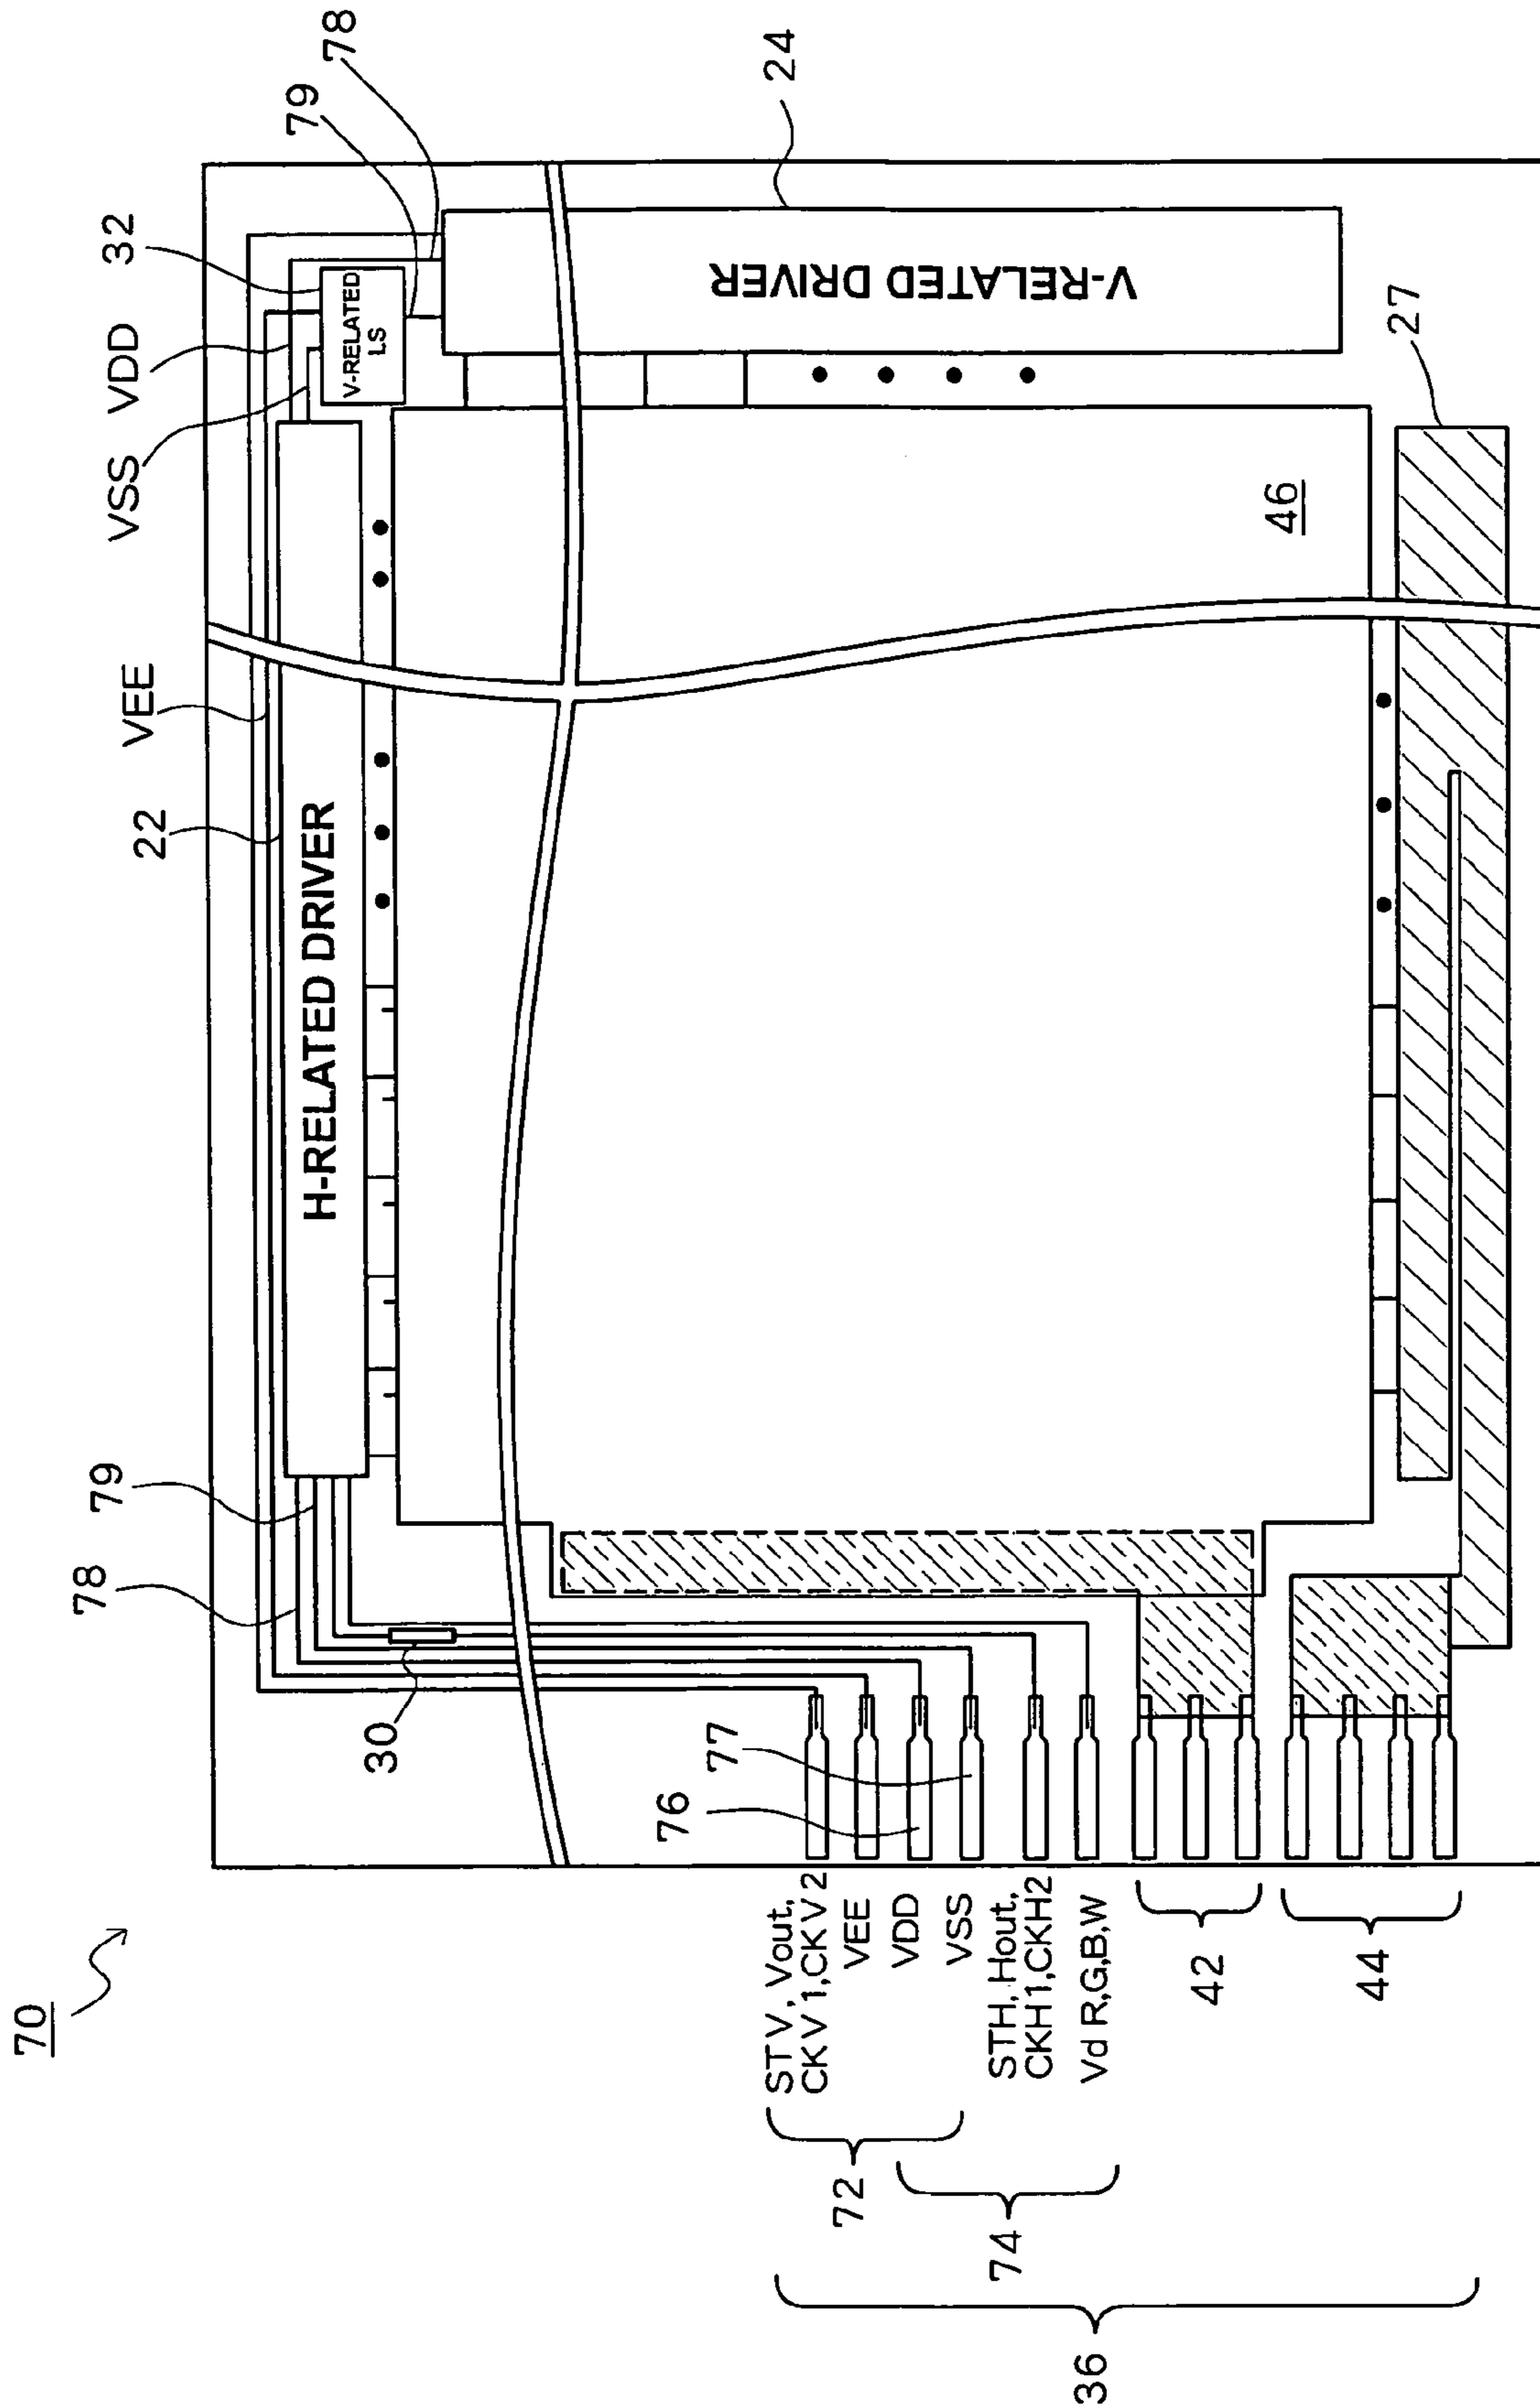 70
78
79
22
VEE
VSS
VDD
32
79
78
24
H-RELATED DRIVER
V-RELATED
LS
V-RELATED DRIVER
46
27
30
76
77
STV, Vout,
CKV1,CKV2
VEE
VDD
VSS
STH, Hout,
CKH1,CKH2
Vd R,G,B,W
42
44
72
74
36